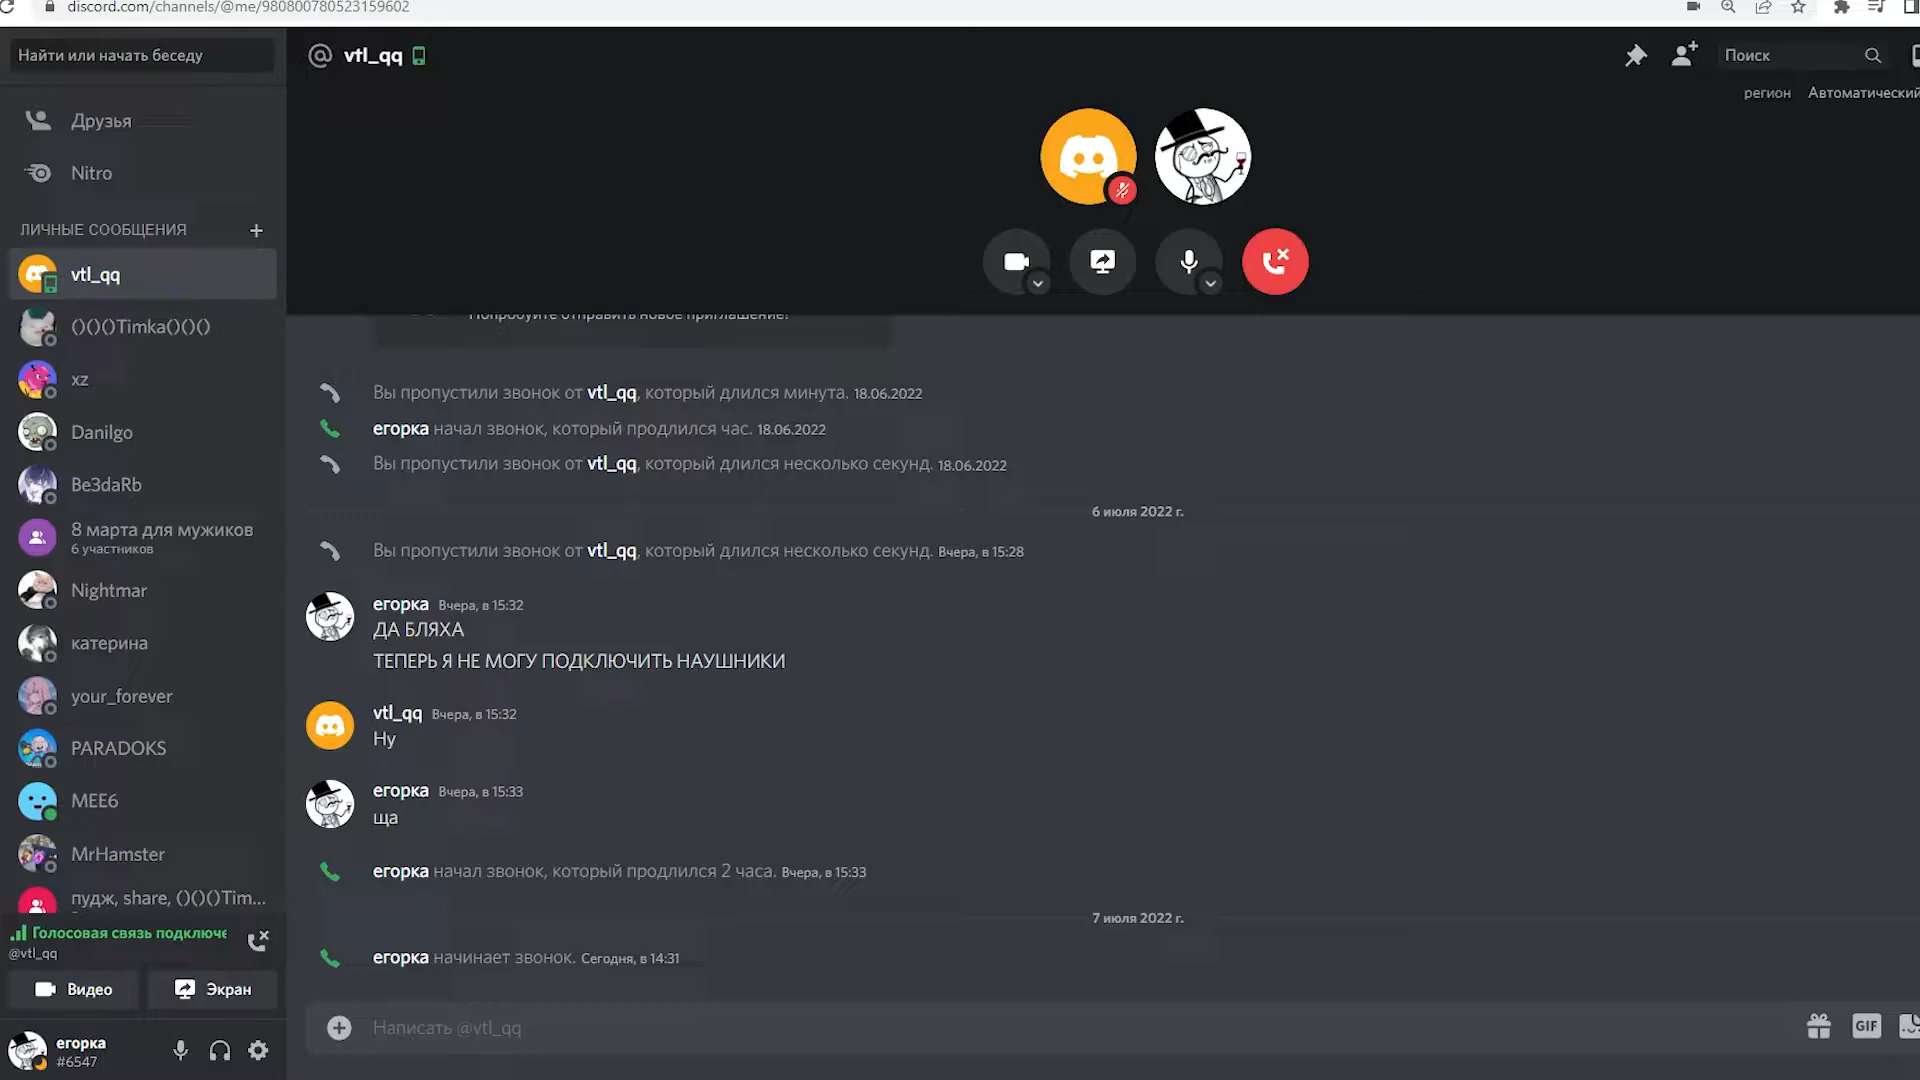 discord.com/channels/@me/980800780523159602
Найти или начать беседу
@ vtl_qq
Поиск
регион Автоматический
Друзья
Nitro
ЛИЧНЫЕ СООБЩЕНИЯ +
vtl_qq
()()()Timka()()()
xz
Danilgo
Be3daRb
8 марта для мужиков
6 участников
Nightmar
катерина
your_forever
PARADOKS
MEE6
MrHamster
пудж, share, ()()()Tim...
Голосовая связь подключе
@vtl_qq
Видео
Экран
егорка
#6547
Попробуйте отправить новое приглашение!
Вы пропустили звонок от vtl_qq, который длился минута. 18.06.2022
егорка начал звонок, который продлился час. 18.06.2022
Вы пропустили звонок от vtl_qq, который длился несколько секунд. 18.06.2022
6 июля 2022 г.
Вы пропустили звонок от vtl_qq, который длился несколько секунд. Вчера, в 15:28
егорка Вчера, в 15:32
ДА БЛЯХА
ТЕПЕРЬ Я НЕ МОГУ ПОДКЛЮЧИТЬ НАУШНИКИ
vtl_qq Вчера, в 15:32
Ну
егорка Вчера, в 15:33
ща
егорка начал звонок, который продлился 2 часа. Вчера, в 15:33
7 июля 2022 г.
егорка начинает звонок. Сегодня, в 14:31
Написать @vtl_qq
GIF